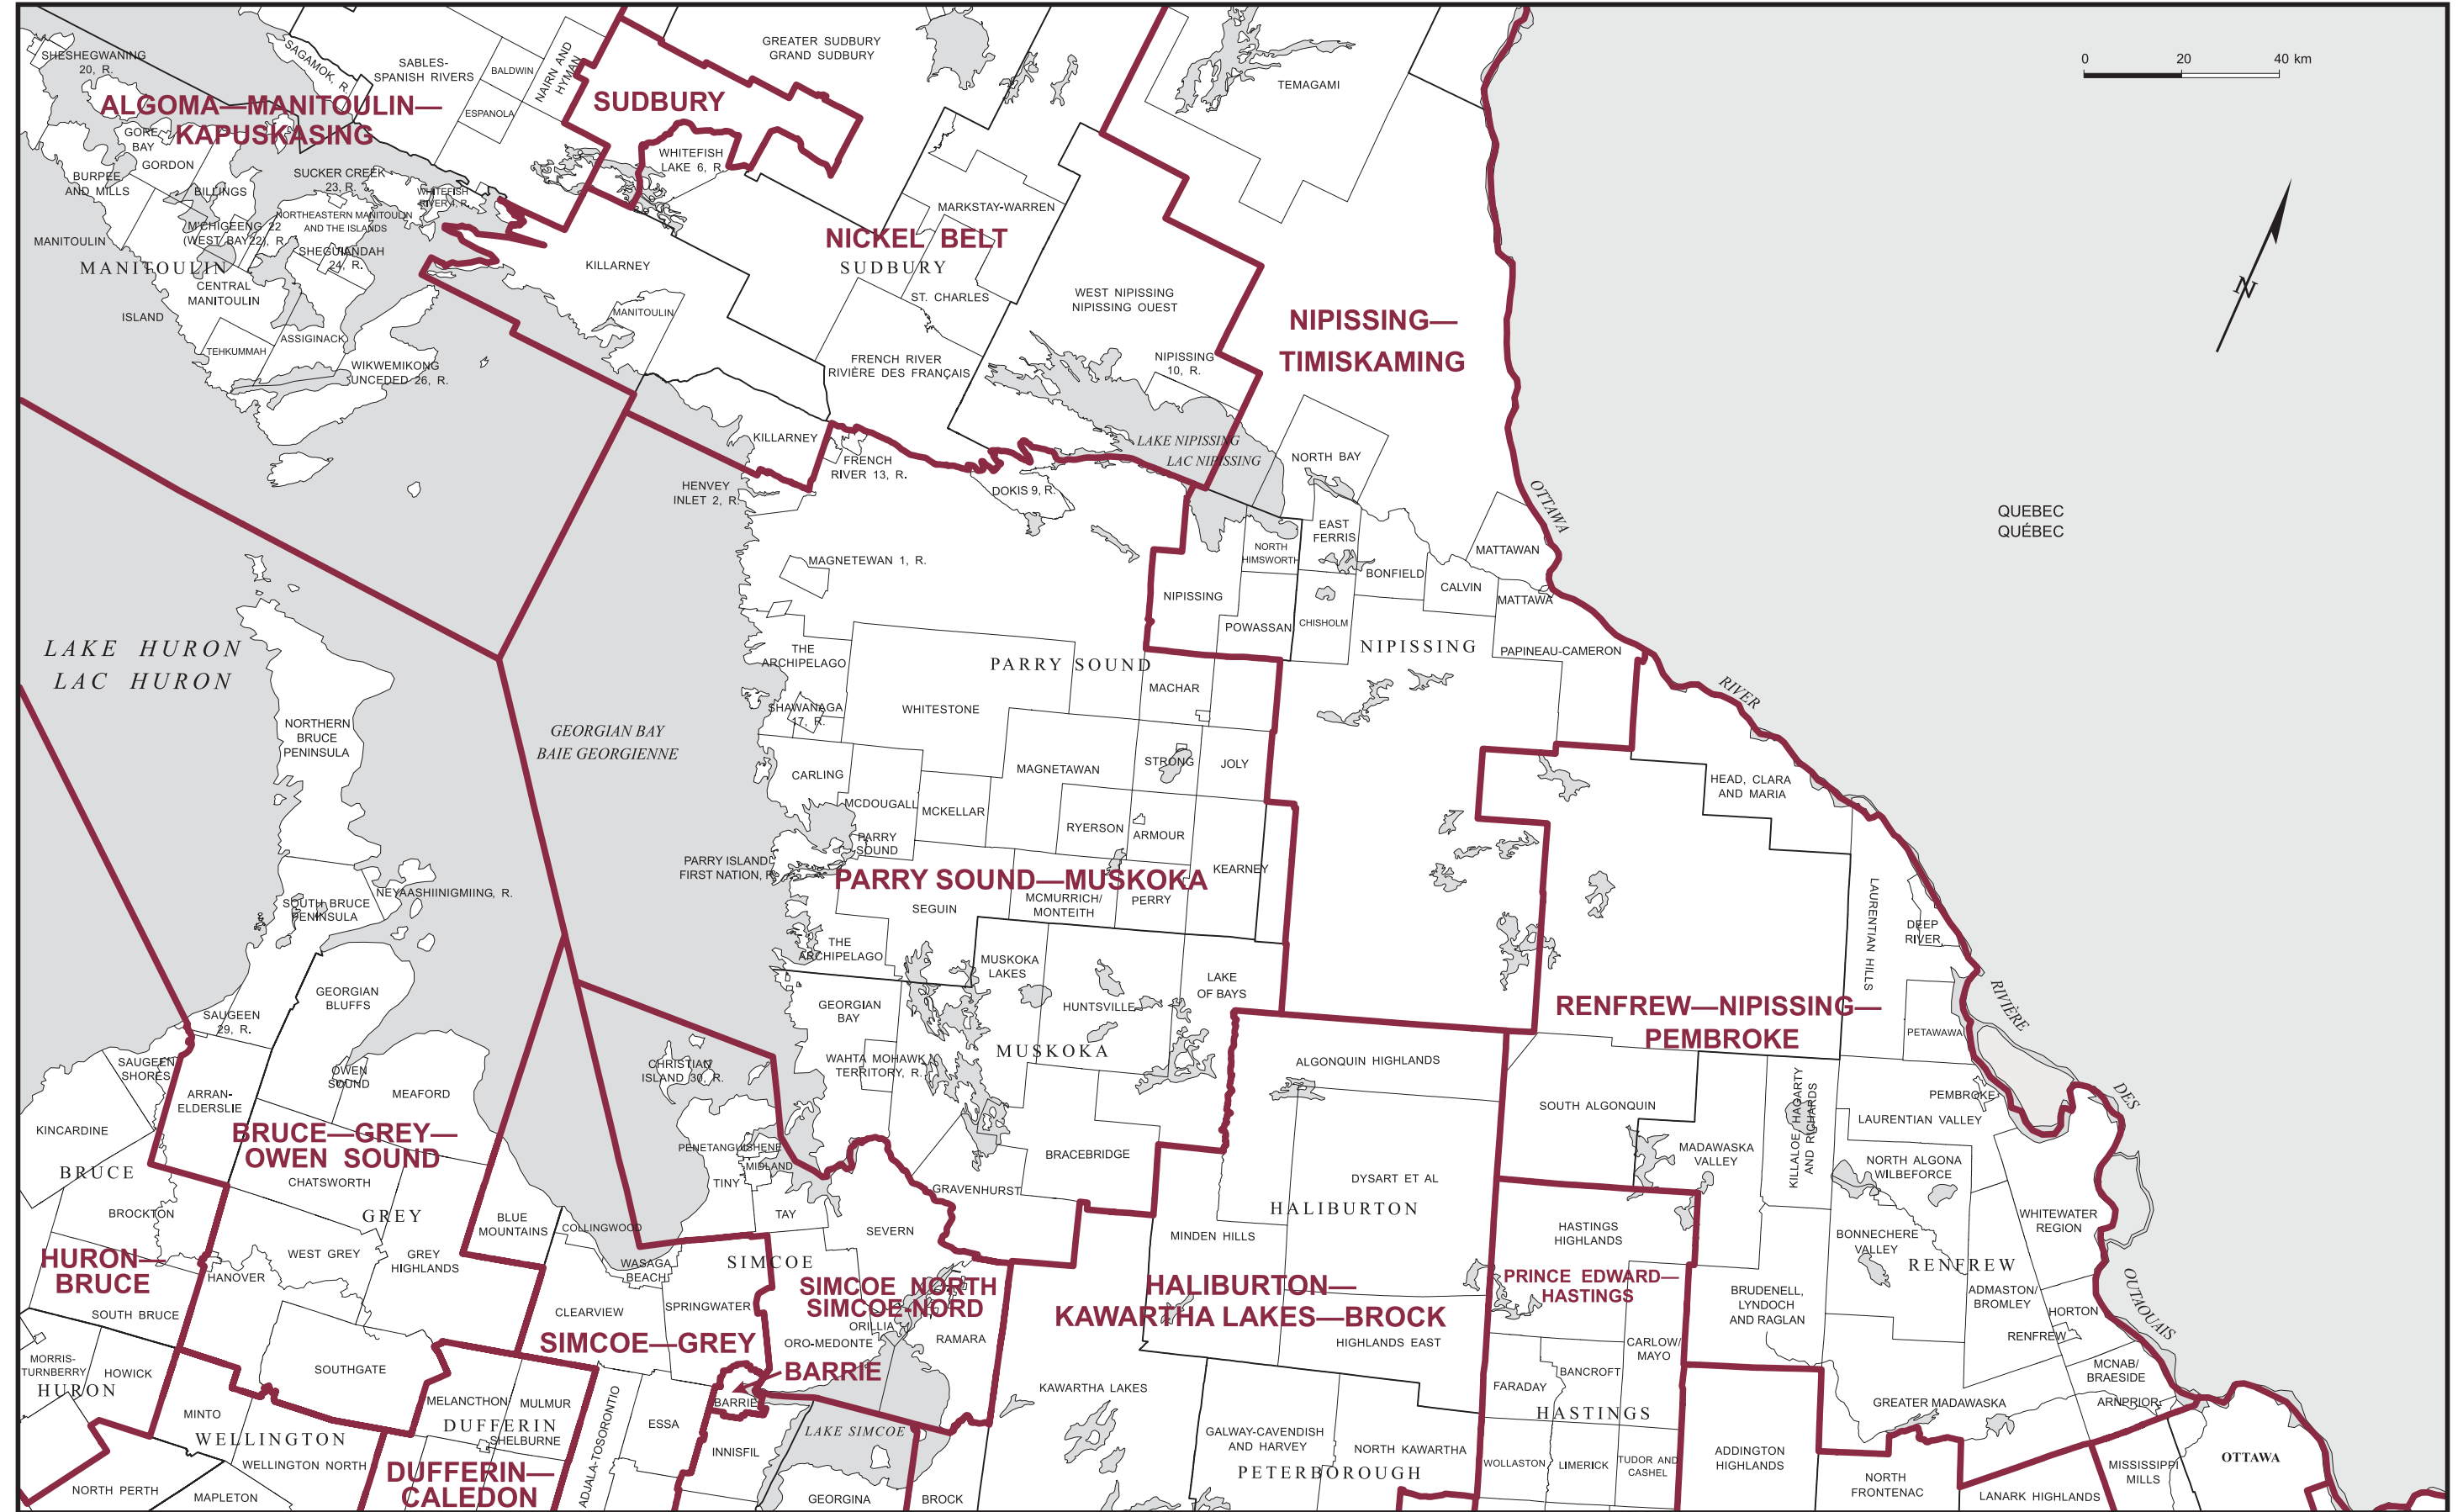 SHESHEGWANING
20, R.
SAGAMOK, R.
SABLES-
SPANISH RIVERS
BALDWIN
NAIRN AND
HYMAN
ESPANOLA
GREATER SUDBURY
GRAND SUDBURY
TEMAGAMI
0 20 40 km
N
ALGOMA—MANITOULIN—
KAPUSKASING
SUDBURY
GORE
BAY
GORDON
BURPEE
AND MILLS
BILLINGS
SUCKER CREEK
23, R.
WHITEFISH
RIVER 4, R.
WHITEFISH
LAKE 6, R.
NORTHEASTERN MANITOULIN
AND THE ISLANDS
M'CHIGEENG 22
(WEST BAY22), R.
SHEGUIANDAH
24, R.
MANITOULIN
MANITOULIN
CENTRAL
MANITOULIN
ISLAND
TEHKUMMAH
ASSIGINACK
WIKWEMIKONG
UNCEDED 26, R.
KILLARNEY
MANITOULIN
MARKSTAY-WARREN
NICKEL BELT
SUDBURY
ST. CHARLES
WEST NIPISSING
NIPISSING OUEST
FRENCH RIVER
RIVIÈRE DES FRANÇAIS
NIPISSING
10, R.
NIPISSING—
TIMISKAMING
LAKE NIPISSING
LAC NIPISSING
NORTH BAY
KILLARNEY
FRENCH
RIVER 13, R.
DOKIS 9, R.
HENVEY
INLET 2, R.
OTTAWA
RIVER
QUEBEC
QUÉBEC
EAST
FERRIS
NORTH
HIMSWORTH
MATTAWAN
BONFIELD
CALVIN
MATTAWA
NIPISSING
POWASSAN
CHISHOLM
NIPISSING
PAPINEAU-CAMERON
MAGNETEWAN 1, R.
THE
ARCHIPELAGO
PARRY SOUND
MACHAR
SHAWANAGA
17, R.
WHITESTONE
LAKE HURON
LAC HURON
NORTHERN
BRUCE
PENINSULA
GEORGIAN BAY
BAIE GEORGIENNE
CARLING
MAGNETAWAN
STRONG
JOLY
MCDOUGALL
MCKELLAR
PARRY
SOUND
RYERSON
ARMOUR
HEAD, CLARA
AND MARIA
PARRY ISLAND
FIRST NATION, R.
PARRY SOUND—MUSKOKA
KEARNEY
SEGUIN
MCMURRICH/
MONTEITH
PERRY
NEYAASHIINIGMIING, R.
SOUTH BRUCE
PENINSULA
LAURENTIAN HILLS
DEEP
RIVER
THE
ARCHIPELAGO
MUSKOKA
LAKES
LAKE
OF BAYS
HUNTSVILLE
GEORGIAN
BLUFFS
GEORGIAN
BAY
SAUGEEN
29, R.
RENFREW—NIPISSING—
PEMBROKE
PETAWAWA
RIVIÈRE
DES
OUTAOUAIS
SAUGEEN
SHORES
OWEN
SOUND
ARRAN-
ELDERSLIE
MEAFORD
CHRISTIAN
ISLAND 30, R.
WAHTA MOHAWK
TERRITORY, R.
MUSKOKA
ALGONQUIN HIGHLANDS
SOUTH ALGONQUIN
KILLALOE, HAGARTY
AND RICHARDS
PEMBROKE
LAURENTIAN VALLEY
KINCARDINE
BRUCE—GREY—
OWEN SOUND
BRUCE
CHATSWORTH
PENETANGUISHENE
MIDLAND
TINY
TAY
BRACEBRIDGE
GRAVENHURST
DYSART ET AL
HALIBURTON
MADAWASKA
VALLEY
NORTH ALGONA
WILBEFORCE
BROCKTON
GREY
BLUE
MOUNTAINS
COLLINGWOOD
SEVERN
MINDEN HILLS
HASTINGS
HIGHLANDS
WHITEWATER
REGION
BONNECHERE
VALLEY
RENFREW
HURON—
BRUCE
HANOVER
WEST GREY
GREY
HIGHLANDS
WASAGA
BEACH
SIMCOE
SIMCOE NORTH
SIMCOE-NORD
HALIBURTON—
KAWARTHA LAKES—BROCK
PRINCE EDWARD—
HASTINGS
BRUDENELL,
LYNDOCH
AND RAGLAN
ADMASTON/
BROMLEY
HORTON
RENFREW
SOUTH BRUCE
CLEARVIEW
SPRINGWATER
SIMCOE—GREY
ORO-MEDONTE
ORILLIA
RAMARA
HIGHLANDS EAST
CARLOW/
MAYO
MCNAB/
BRAESIDE
MORRIS-
TURNBERRY
HOWICK
HURON
SOUTHGATE
BARRIE
BARRIE
KAWARTHA LAKES
FARADAY
BANCROFT
HASTINGS
GREATER MADAWASKA
ARNPRIOR
MINTO
WELLINGTON
WELLINGTON NORTH
MELANCTHON
MULMUR
DUFFERIN
SHELBURNE
ADJALA-TOSORONTIO
ESSA
INNISFIL
LAKE SIMCOE
GALWAY-CAVENDISH
AND HARVEY
NORTH KAWARTHA
PETERBOROUGH
WOLLASTON
LIMERICK
TUDOR AND
CASHEL
ADDINGTON
HIGHLANDS
NORTH
FRONTENAC
MISSISSIPPI
MILLS
OTTAWA
LANARK HIGHLANDS
NORTH PERTH
MAPLETON
DUFFERIN—
CALEDON
GEORGINA
BROCK